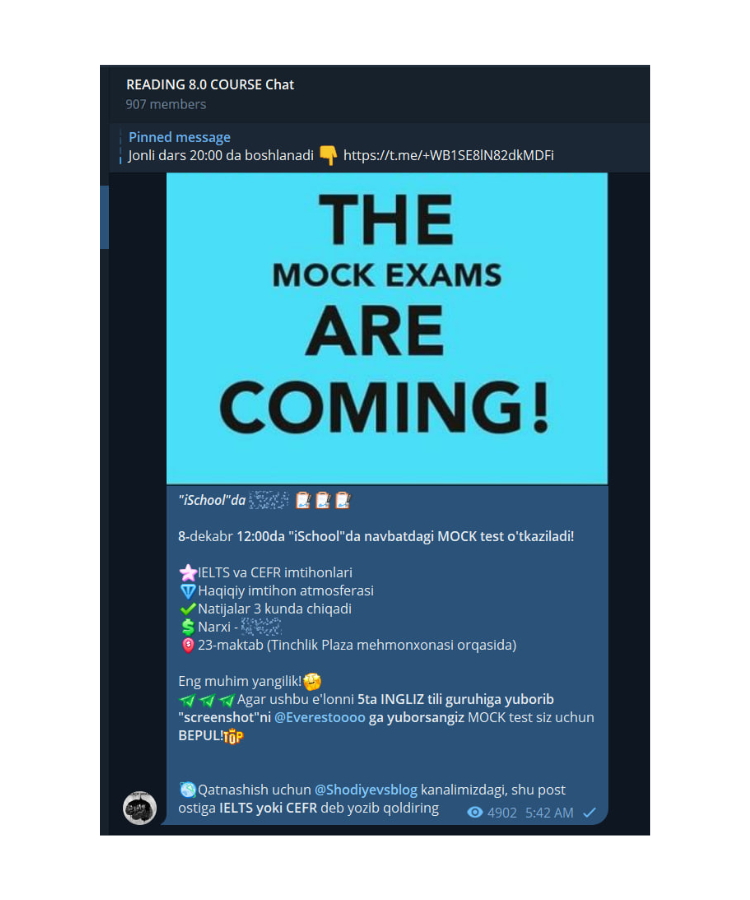 READING 8.0 COURSE Chat
907 members
Pinned message
Jonli dars 20:00 da boshlanadi 👇 https://t.me/+WB1SE8lN82dkMDFi
THE
MOCK EXAMS
ARE
COMING!
"iSchool"da
8-dekabr 12:00da "iSchool"da navbatdagi MOCK test o'tkaziladi!
IELTS va CEFR imtihonlari
Haqiqiy imtihon atmosferasi
Natijalar 3 kunda chiqadi
Narxi -
23-maktab (Tinchlik Plaza mehmonxonasi orqasida)
Eng muhim yangilik!
Agar ushbu e'lonni 5ta INGLIZ tili guruhiga yuborib
"screenshot"ni @Everestoooo ga yuborsangiz MOCK test siz uchun
BEPUL!TOP
Qatnashish uchun @Shodiyevsblog kanalimizdagi, shu post
ostiga IELTS yoki CEFR deb yozib qoldiring
4902 5:42 AM